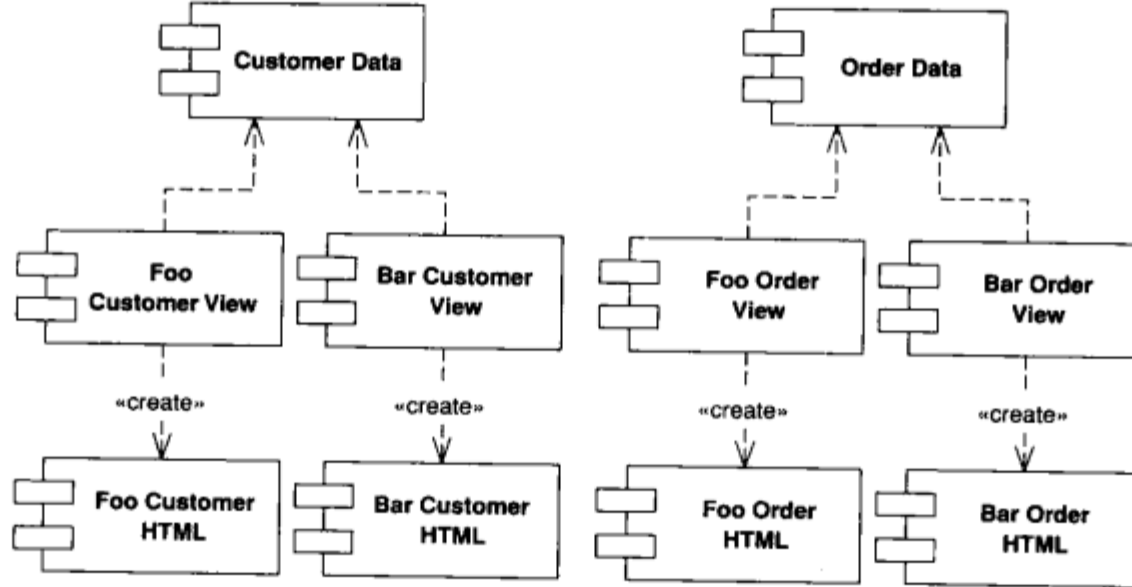 Customer Data
Order Data
Foo
Customer View
Bar Customer
View
Foo Order
View
Bar Order
View
«create»
«create»
«create»
«create»
Foo Customer
HTML
Bar Customer
HTML
Foo Order
HTML
Bar Order
HTML